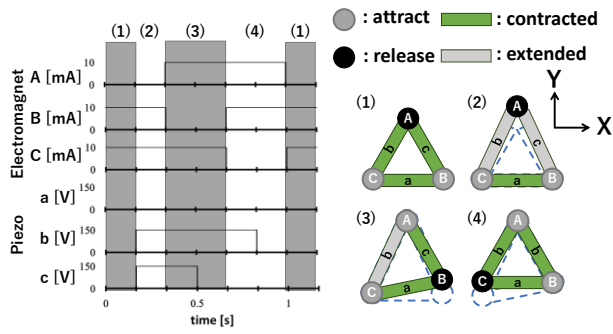 (1) (2) (3) (4) (1)
: attract : contracted
: release : extended
Electromagnet
A [mA] 10 0
B [mA] 10 0
C [mA] 10 0
Piezo
a [V] 150 0
b [V] 150 0
c [V] 150 0
0 0.5 1
time [s]
Y
X
(1) (2)
A
b c
C a B
A
b c
C a B
(3) (4)
A
b c
C a B
A
b b
C a B